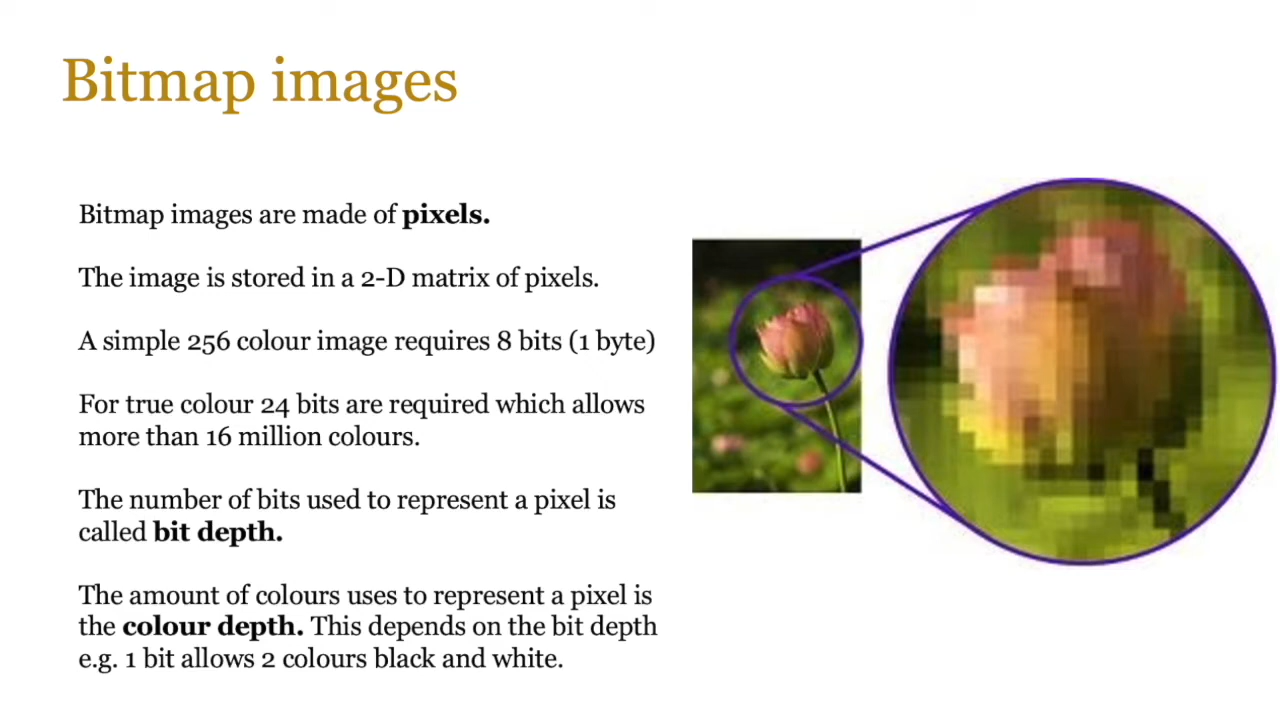 Bitmap images
Bitmap images are made of pixels.
The image is stored in a 2-D matrix of pixels.
A simple 256 colour image requires 8 bits (1 byte)
For true colour 24 bits are required which allows
more than 16 million colours.
The number of bits used to represent a pixel is
called bit depth.
The amount of colours uses to represent a pixel is
the colour depth. This depends on the bit depth
e.g. 1 bit allows 2 colours black and white.